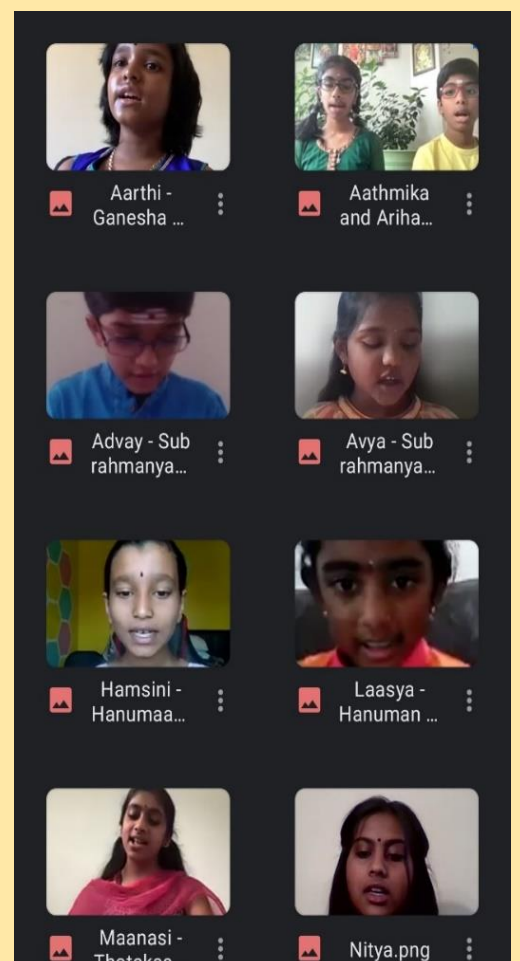 Aarthi -
Ganesha ...
Aathmika
and Ariha...
Advay - Sub
rahmanya...
Avya - Sub
rahmanya...
Hamsini -
Hanumaa...
Laasya -
Hanuman ...
Maanasi -
Nitya.png